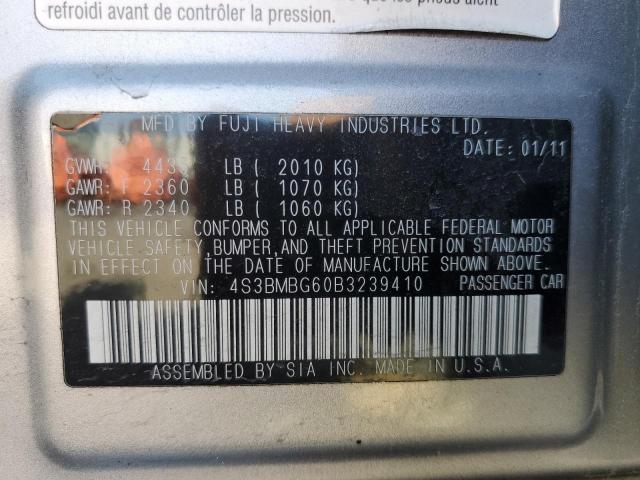 refroidi avant de contrôler la pression.
MFD BY FUJI HEAVY INDUSTRIES LTD.
DATE: 01/11
GVWR: 4435 LB ( 2010 KG)
GAWR: F 2360 LB ( 1070 KG)
GAWR: R 2340 LB ( 1060 KG)
THIS VEHICLE CONFORMS TO ALL APPLICABLE FEDERAL MOTOR
VEHICLE SAFETY, BUMPER, AND THEFT PREVENTION STANDARDS
IN EFFECT ON THE DATE OF MANUFACTURE SHOWN ABOVE.
VIN: 4S3BMBG60B3239410 PASSENGER CAR
ASSEMBLED BY SIA INC. MADE IN U.S.A.